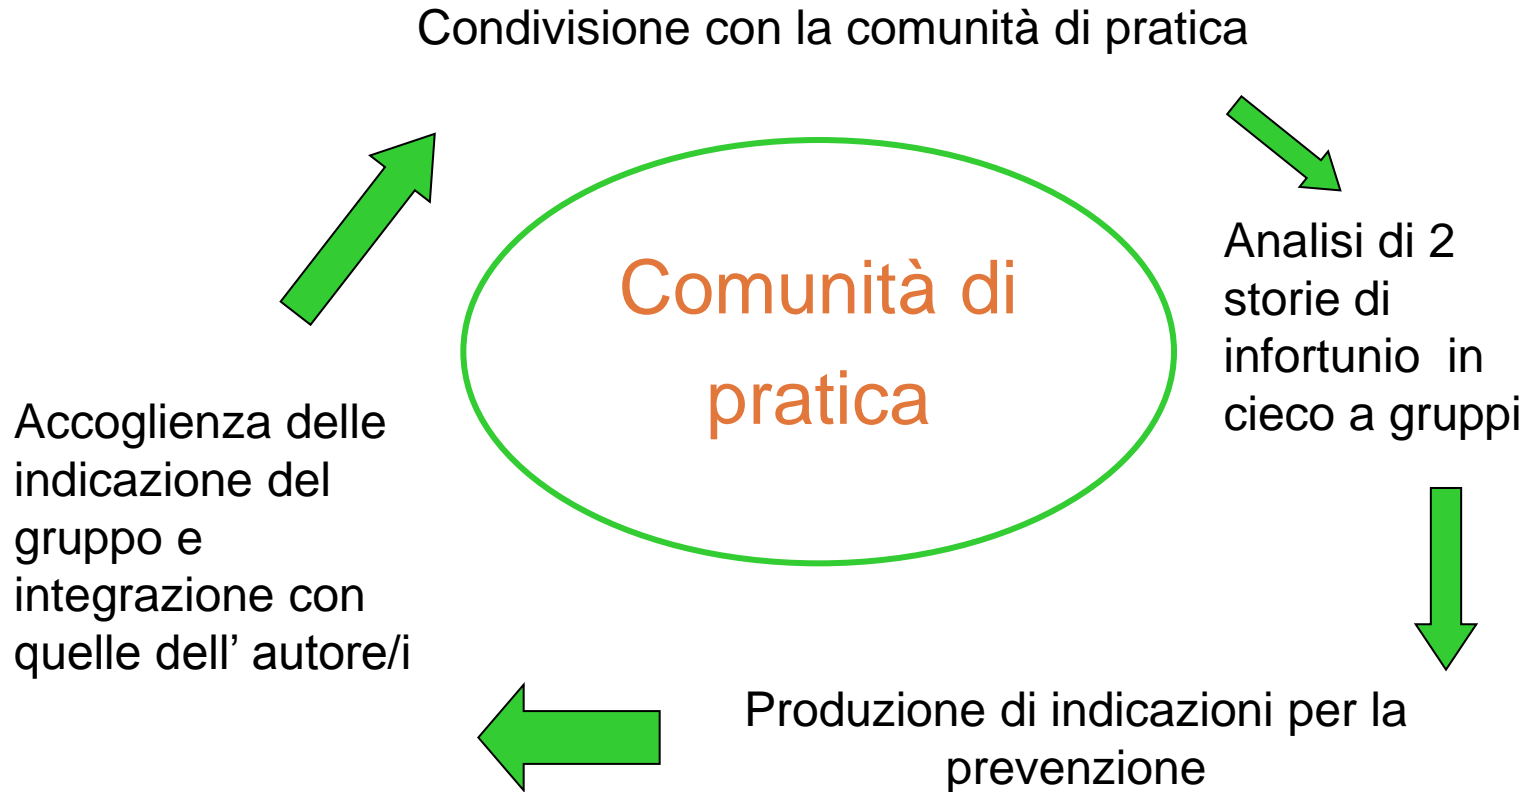 Condivisione con la comunità di pratica
Analisi di 2
storie di
infortunio in
cieco a gruppi
Comunità di
pratica
Accoglienza delle
indicazione del
gruppo e
integrazione con
quelle dell’ autore/i
Produzione di indicazioni per la
prevenzione